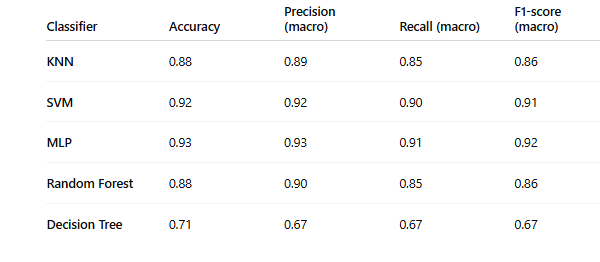 Classifier Accuracy Precision (macro) Recall (macro) F1-score (macro)
KNN 0.88 0.89 0.85 0.86
SVM 0.92 0.92 0.90 0.91
MLP 0.93 0.93 0.91 0.92
Random Forest 0.88 0.90 0.85 0.86
Decision Tree 0.71 0.67 0.67 0.67